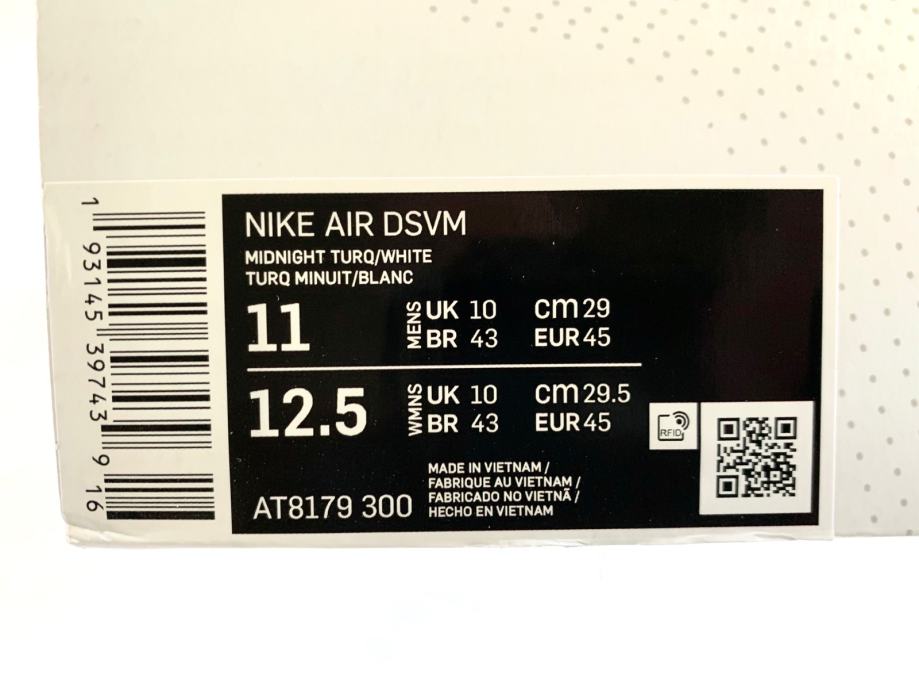 NIKE AIR DSVM
MIDNIGHT TURQ/WHITE
TURQ MINUIT/BLANC
11 MENS UK 10 CM 29
BR 43 EUR 45
12.5 WMNS UK 10 CM 29.5
BR 43 EUR 45
RFID
AT8179 300
MADE IN VIETNAM /
FABRIQUE AU VIETNAM /
FABRICADO NO VIETNÃ /
HECHO EN VIETNAM
1 93145 39743 9 16